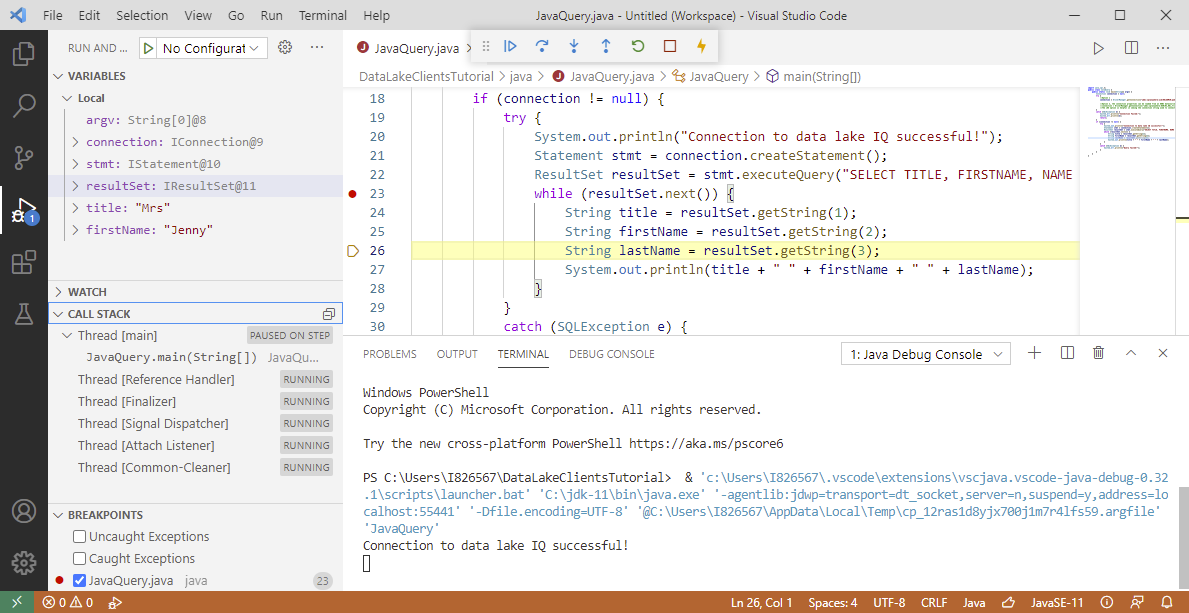 File Edit Selection View Go Run Terminal Help JavaQuery.java - Untitled (Workspace) - Visual Studio Code
RUN AND ... No Configurat ...
VARIABLES
Local
argv: String[0]@8
connection: IConnection@9
stmt: IStatement@10
resultSet: IResultSet@11
title: "Mrs"
firstName: "Jenny"
WATCH
CALL STACK
Thread [main] PAUSED ON STEP
JavaQuery.main(String[]) JavaQu...
Thread [Reference Handler] RUNNING
Thread [Finalizer] RUNNING
Thread [Signal Dispatcher] RUNNING
Thread [Attach Listener] RUNNING
Thread [Common-Cleaner] RUNNING
BREAKPOINTS
Uncaught Exceptions
Caught Exceptions
JavaQuery.java java 23
1
J JavaQuery.java
DataLakeClientsTutorial > java > J JavaQuery.java > JavaQuery > main(String[])
18 if (connection != null) {
19 try {
20 System.out.println("Connection to data lake IQ successful!");
21 Statement stmt = connection.createStatement();
22 ResultSet resultSet = stmt.executeQuery("SELECT TITLE, FIRSTNAME, NAME
23 while (resultSet.next()) {
24 String title = resultSet.getString(1);
25 String firstName = resultSet.getString(2);
26 String lastName = resultSet.getString(3);
27 System.out.println(title + " " + firstName + " " + lastName);
28 }
29 }
30 catch (SQLException e) {
PROBLEMS OUTPUT TERMINAL DEBUG CONSOLE 1: Java Debug Console
Windows PowerShell
Copyright (C) Microsoft Corporation. All rights reserved.
Try the new cross-platform PowerShell https://aka.ms/pscore6
PS C:\Users\I826567\DataLakeClientsTutorial> & 'c:\Users\I826567\.vscode\extensions\vscjava.vscode-java-debug-0.32
.1\scripts\launcher.bat' 'C:\jdk-11\bin\java.exe' '-agentlib:jdwp=transport=dt_socket,server=n,suspend=y,address=lo
calhost:55441' '-Dfile.encoding=UTF-8' '@C:\Users\I826567\AppData\Local\Temp\cp_12ras1d8yjx700j1m7r4lfs59.argfile'
'JavaQuery'
Connection to data lake IQ successful!
0 0 Ln 26, Col 1 Spaces: 4 UTF-8 CRLF Java JavaSE-11